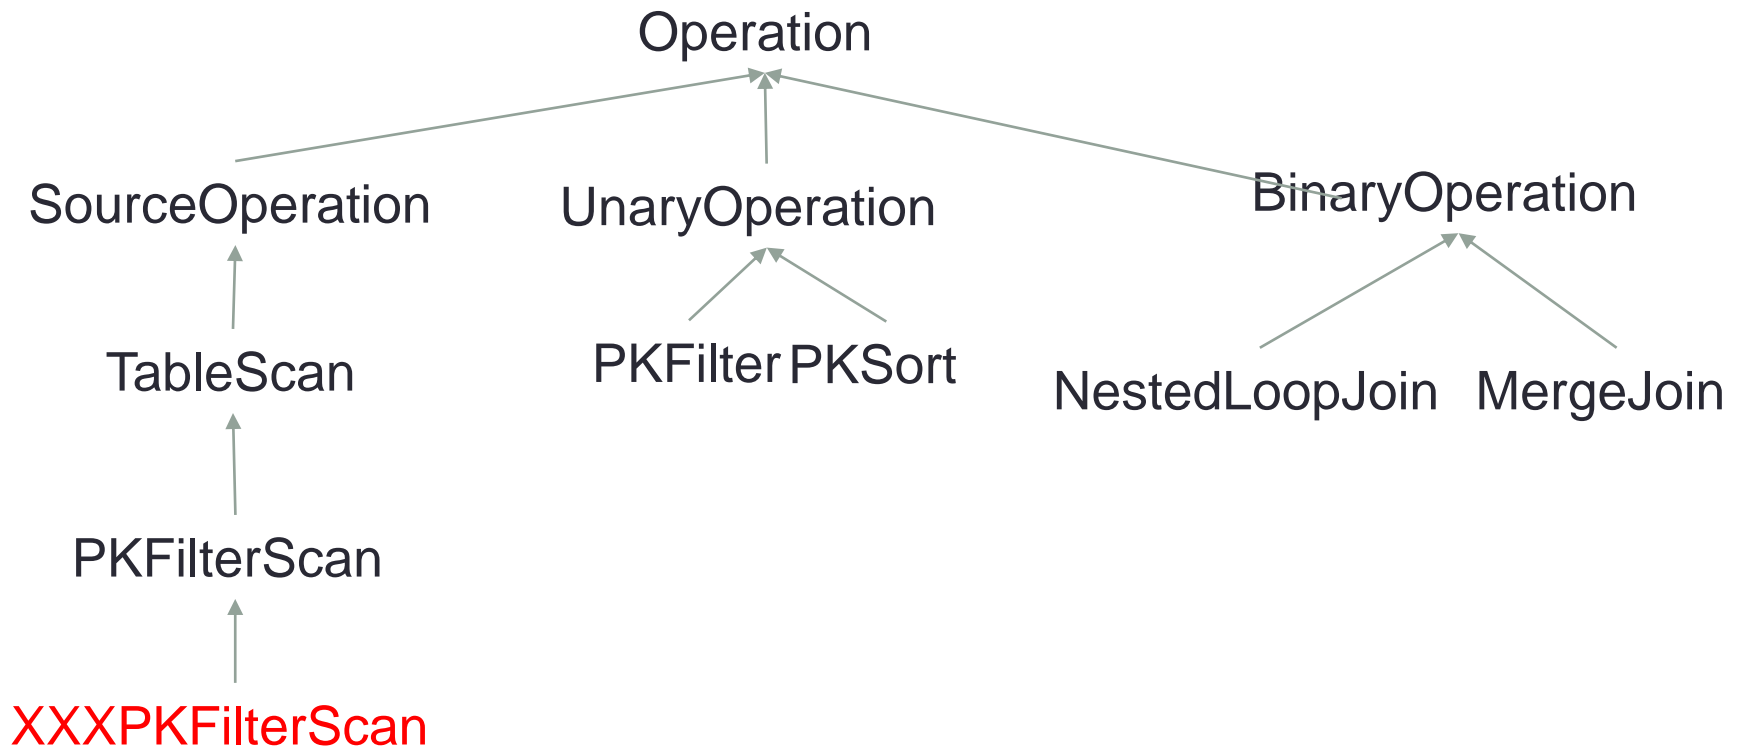 Operation
SourceOperation
UnaryOperation
BinaryOperation
TableScan
PKFilter
PKSort
NestedLoopJoin
MergeJoin
PKFilterScan
XXXPKFilterScan